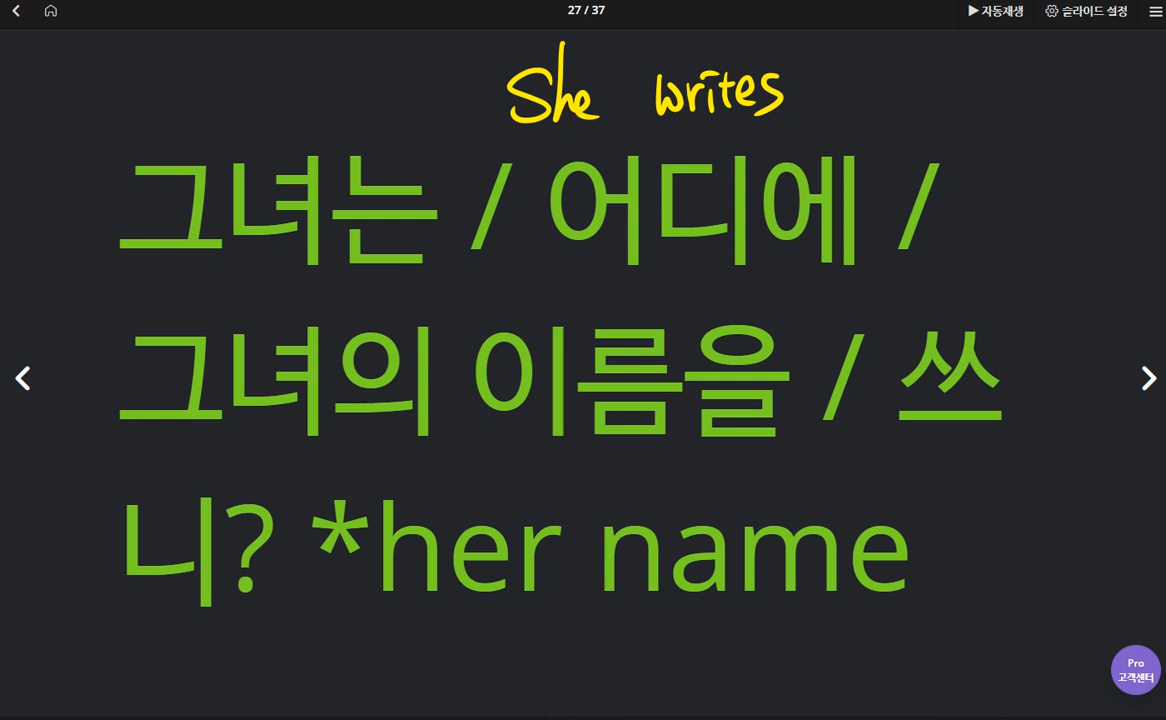 27 / 37
자동재생
슬라이드 설정
She writes
그녀는 / 어디에 /
그녀의 이름을 / 쓰
니? *her name
Pro
고객센터